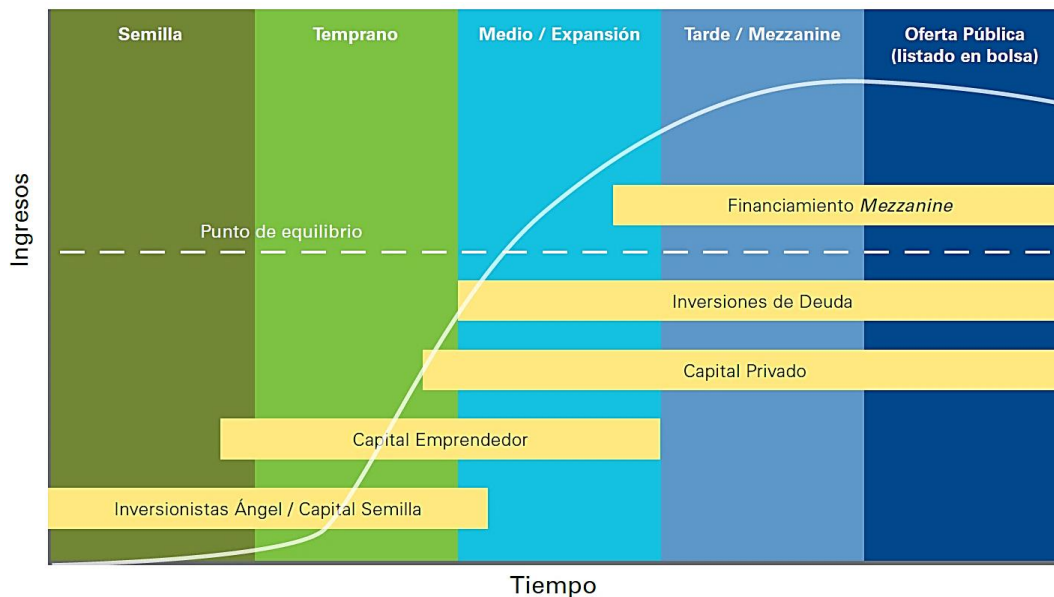 Semilla
Temprano
Medio / Expansión
Tarde / Mezzanine
Oferta Pública
(listado en bolsa)
Ingresos
Financiamiento Mezzanine
Punto de equilibrio
Inversiones de Deuda
Capital Privado
Capital Emprendedor
Inversionistas Ángel / Capital Semilla
Tiempo